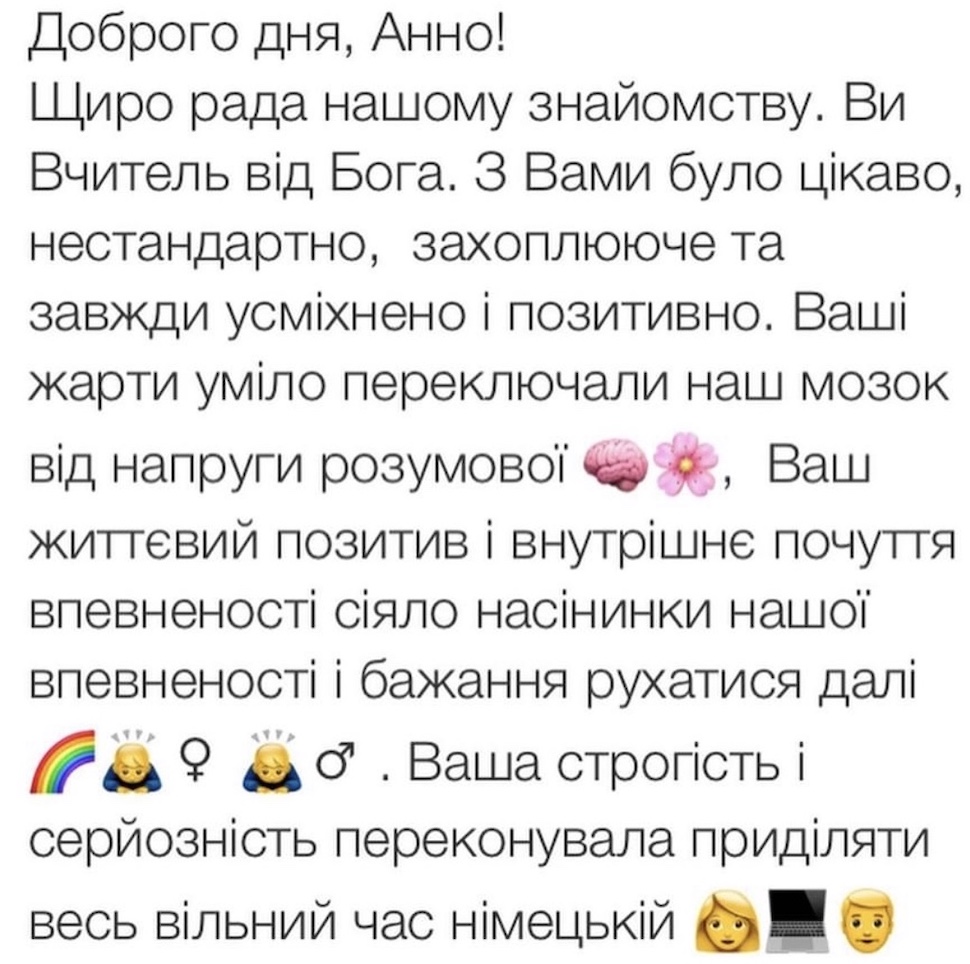 Доброго дня, Анно!
Щиро рада нашому знайомству. Ви
Вчитель від Бога. З Вами було цікаво,
нестандартно,  захоплююче та
завжди усміхнено і позитивно. Ваші
жарти уміло переключали наш мозок
від напруги розумової 🧠🌸,  Ваш
життєвий позитив і внутрішнє почуття
впевненості сіяло насінинки нашої
впевненості і бажання рухатися далі
🌈🙇 ♀ 🙇 ♂ . Ваша строгість і
серйозність переконувала приділяти
весь вільний час німецькій 👩💻👨